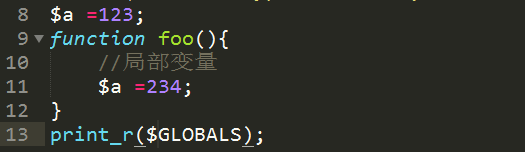 8 $a =123;
9 function foo(){
10 //局部变量
11 $a =234;
12 }
13 print_r($GLOBALS);